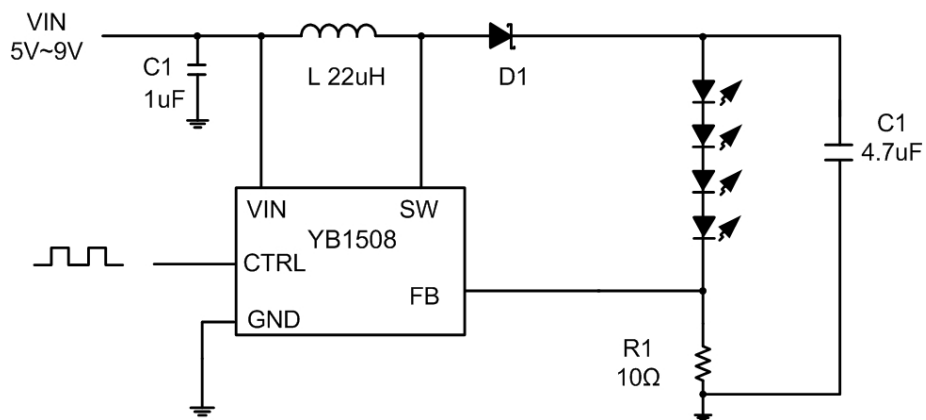 VIN
5V~9V
C1
1uF
L 22uH
D1
C1
4.7uF
VIN
SW
YB1508
CTRL
FB
GND
R1
10Ω